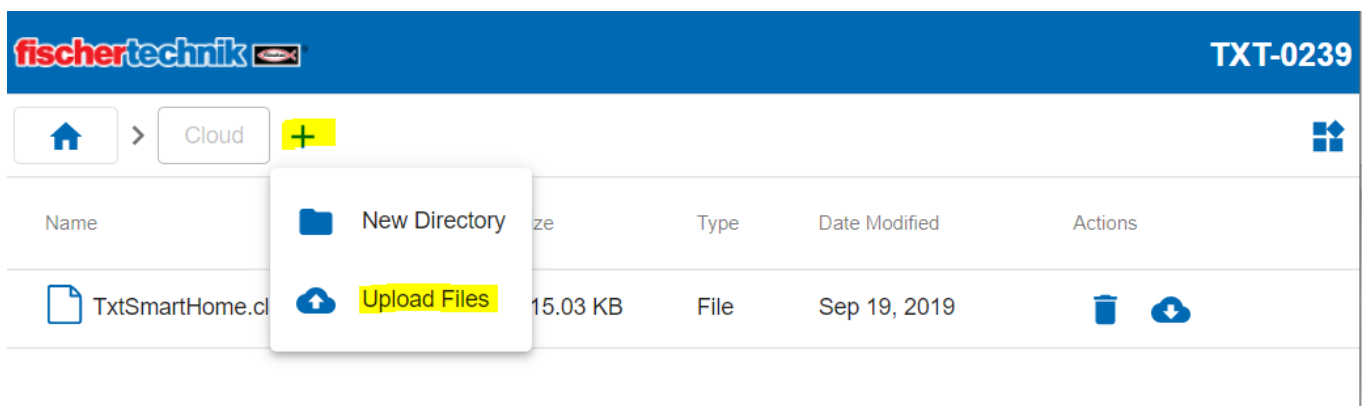 fischertechnik
TXT-0239
Cloud
New Directory
Name ze Type Date Modified Actions
Upload Files
TxtSmartHome.cl 15.03 KB File Sep 19, 2019